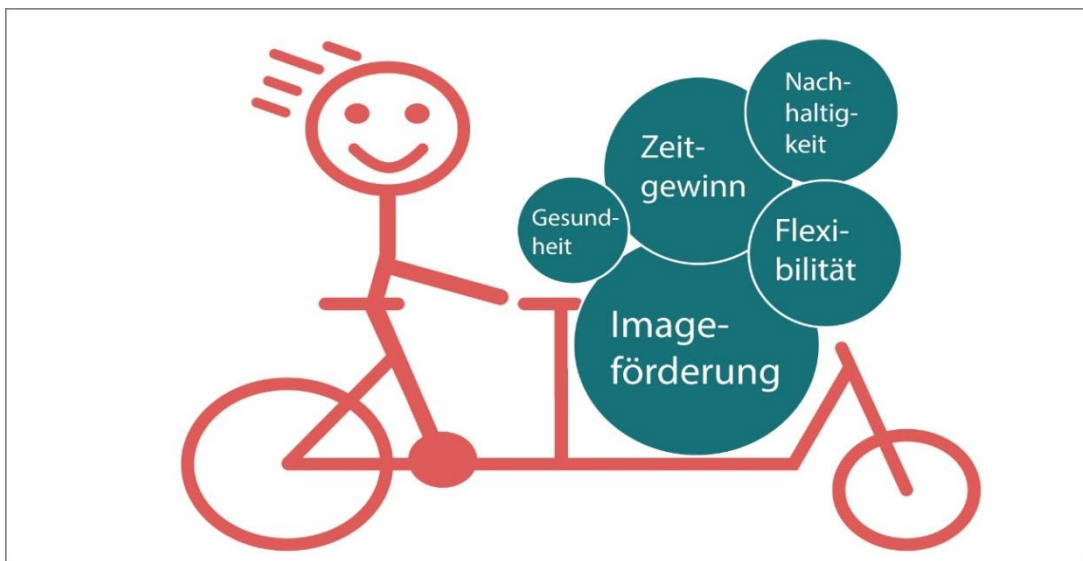 Nach-
haltig-
keit
Zeit-
gewinn
Gesund-
heit
Flexi-
bilität
Image-
förderung